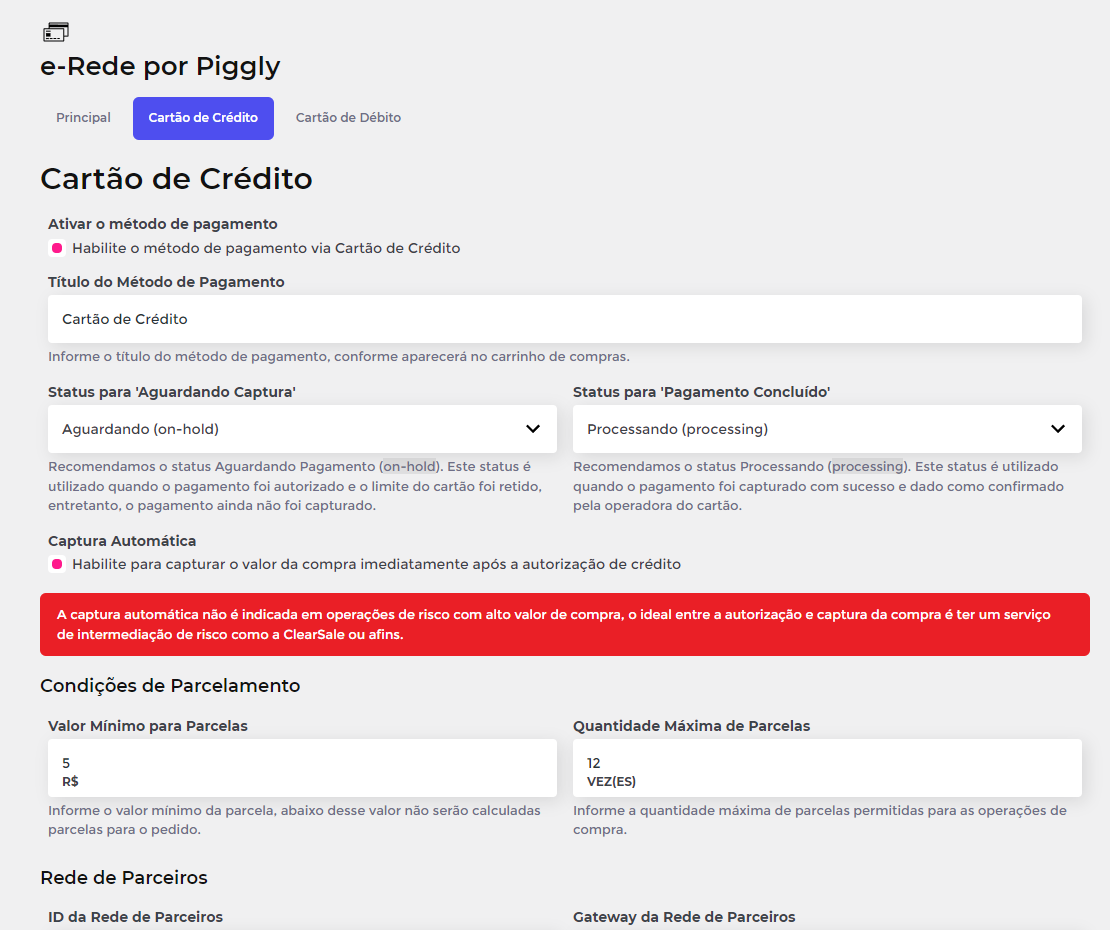 e-Rede por Piggly
Principal
Cartão de Crédito
Cartão de Débito
Cartão de Crédito
Ativar o método de pagamento
Habilite o método de pagamento via Cartão de Crédito
Título do Método de Pagamento
Cartão de Crédito
Informe o título do método de pagamento, conforme aparecerá no carrinho de compras.
Status para 'Aguardando Captura'
Aguardando (on-hold)
Recomendamos o status Aguardando Pagamento (on-hold). Este status é
utilizado quando o pagamento foi autorizado e o limite do cartão foi retido,
entretanto, o pagamento ainda não foi capturado.
Status para 'Pagamento Concluído'
Processando (processing)
Recomendamos o status Processando (processing). Este status é utilizado
quando o pagamento foi capturado com sucesso e dado como confirmado
pela operadora do cartão.
Captura Automática
Habilite para capturar o valor da compra imediatamente após a autorização de crédito
A captura automática não é indicada em operações de risco com alto valor de compra, o ideal entre a autorização e captura da compra é ter um serviço
de intermediação de risco como a ClearSale ou afins.
Condições de Parcelamento
Valor Mínimo para Parcelas
5
R$
Informe o valor mínimo da parcela, abaixo desse valor não serão calculadas
parcelas para o pedido.
Quantidade Máxima de Parcelas
12
VEZ(ES)
Informe a quantidade máxima de parcelas permitidas para as operações de
compra.
Rede de Parceiros
ID da Rede de Parceiros
Gateway da Rede de Parceiros